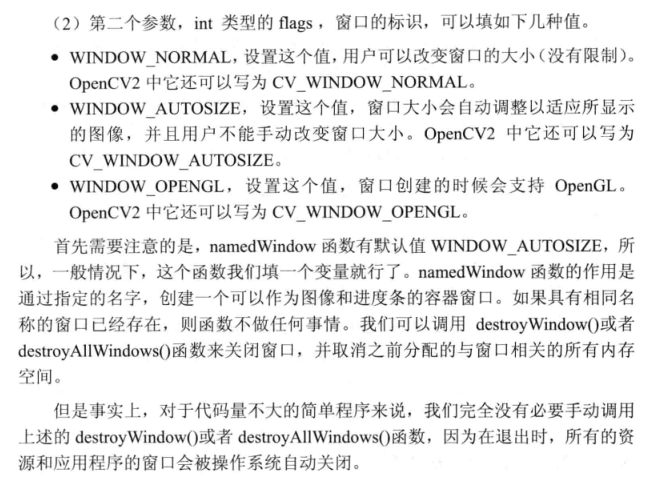 （2）第二个参数，int 类型的 flags ，窗口的标识，可以填如下几种值。
● WINDOW_NORMAL，设置这个值，用户可以改变窗口的大小（没有限制）。
OpenCV2 中它还可以写为 CV_WINDOW_NORMAL。
● WINDOW_AUTOSIZE，设置这个值，窗口大小会自动调整以适应所显示
的图像，并且用户不能手动改变窗口大小。OpenCV2 中它还可以写为
CV_WINDOW_AUTOSIZE。
● WINDOW_OPENGL，设置这个值，窗口创建的时候会支持 OpenGL。
OpenCV2 中它还可以写为 CV_WINDOW_OPENGL。
首先需要注意的是，namedWindow 函数有默认值 WINDOW_AUTOSIZE，所
以，一般情况下，这个函数我们填一个变量就行了。namedWindow 函数的作用是
通过指定的名字，创建一个可以作为图像和进度条的容器窗口。如果具有相同名
称的窗口已经存在，则函数不做任何事情。我们可以调用 destroyWindow()或者
destroyAllWindows()函数来关闭窗口，并取消之前分配的与窗口相关的所有内存
空间。
但是事实上，对于代码量不大的简单程序来说，我们完全没有必要手动调用
上述的 destroyWindow()或者 destroyAllWindows()函数，因为在退出时，所有的资
源和应用程序的窗口会被操作系统自动关闭。